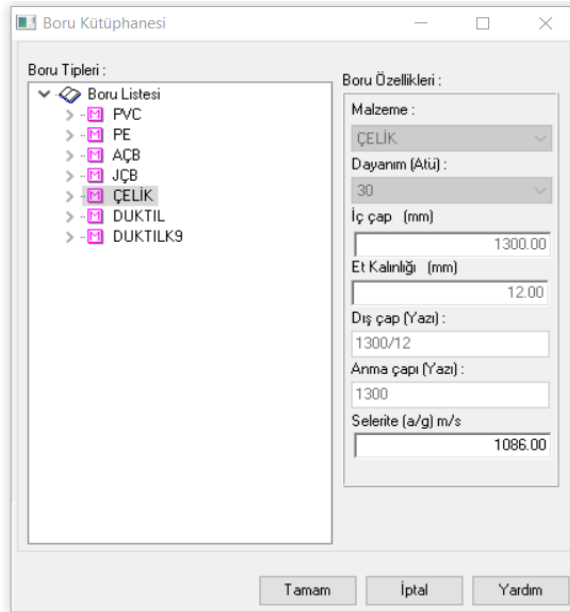 Boru Kütüphanesi
Boru Tipleri :
Boru Listesi
M PVC
M PE
M AÇB
M JÇB
M ÇELİK
M DUKTIL
M DUKTILK9
Boru Özellikleri :
Malzeme :
ÇELİK
Dayanım (Atü) :
30
İç çap (mm)
1300.00
Et Kalınlığı (mm)
12.00
Dış çap (Yazı) :
1300/12
Anma çapı (Yazı) :
1300
Selerite (a/g) m/s
1086.00
Tamam İptal Yardım